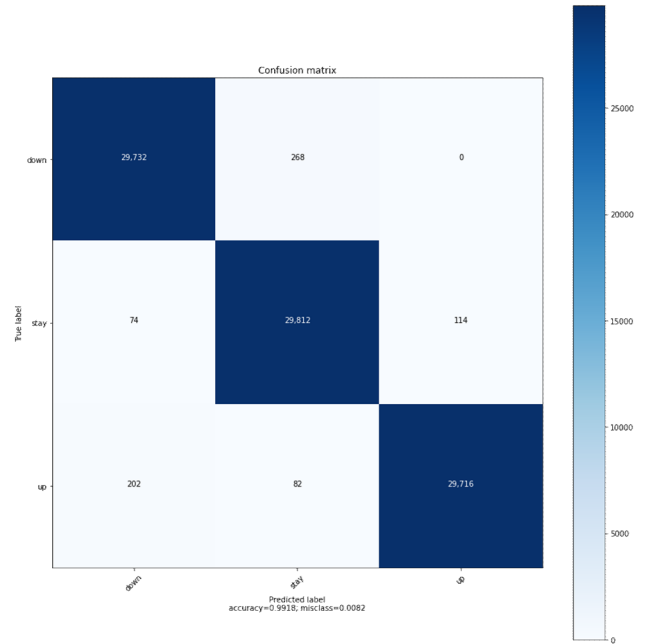 Confusion matrix
down 29,732 268 0
stay 74 29,812 114
up 202 82 29,716
down stay up
True label
Predicted label
accuracy=0.9918; misclass=0.0082
25000
20000
15000
10000
5000
0